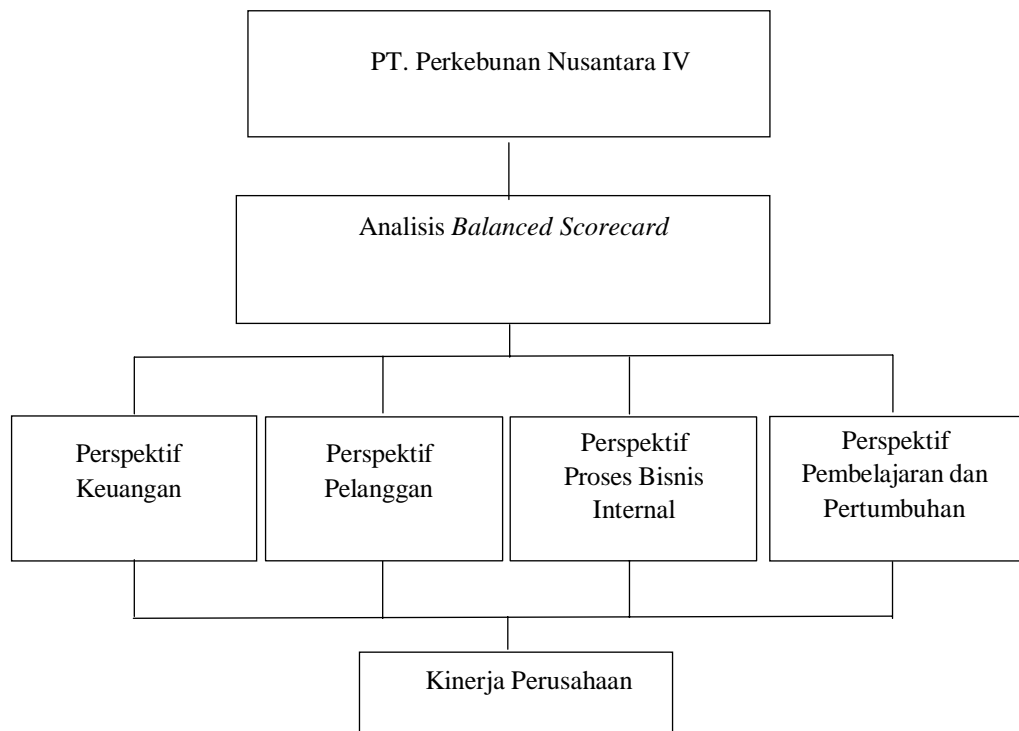 PT. Perkebunan Nusantara IV
Analisis Balanced Scorecard
Perspektif
Keuangan
Perspektif
Pelanggan
Perspektif
Proses Bisnis
Internal
Perspektif
Pembelajaran dan
Pertumbuhan
Kinerja Perusahaan